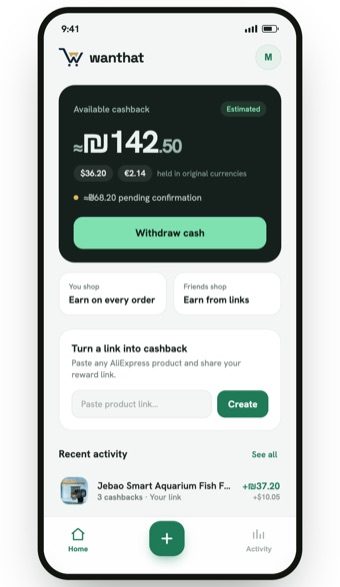 9:41
wanthat
M
Available cashback
Estimated
≈₪142.50
$36.20 €2.14 held in original currencies
≈₪68.20 pending confirmation
Withdraw cash
You shop
Earn on every order
Friends shop
Earn from links
Turn a link into cashback
Paste any AliExpress product and share your
reward link.
Paste product link...
Create
Recent activity
See all
Jebao Smart Aquarium Fish F...
+₪37.20
3 cashbacks · Your link
+$10.05
+
Home
Activity